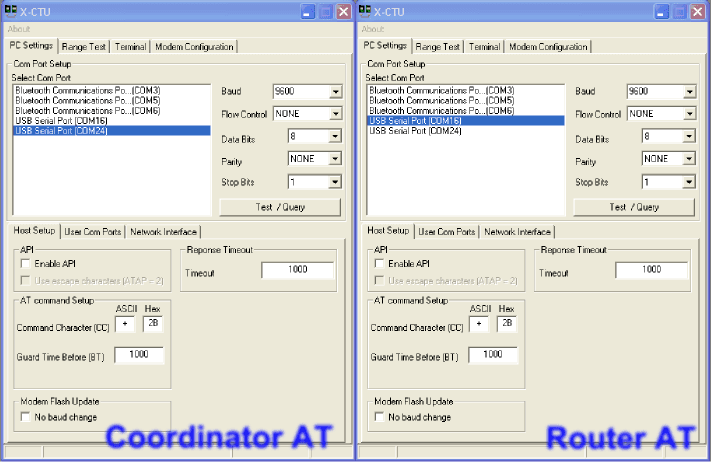 X-CTU
About
PC Settings Range Test Terminal Modem Configuration
Com Port Setup
Select Com Port
Bluetooth Communications Po...(COM3)
Bluetooth Communications Po...(COM5)
Bluetooth Communications Po...(COM6)
USB Serial Port (COM16)
USB Serial Port (COM24)
Baud 9600
Flow Control NONE
Data Bits 8
Parity NONE
Stop Bits 1
Test / Query
Host Setup User Com Ports Network Interface
API
Enable API
Use escape characters (ATAP = 2)
Reponse Timeout
Timeout 1000
AT command Setup
ASCII Hex
Command Character (CC) + 2B
Guard Time Before (BT) 1000
Modem Flash Update
No baud change
Coordinator AT
X-CTU
About
PC Settings Range Test Terminal Modem Configuration
Com Port Setup
Select Com Port
Bluetooth Communications Po...(COM3)
Bluetooth Communications Po...(COM5)
Bluetooth Communications Po...(COM6)
USB Serial Port (COM16)
USB Serial Port (COM24)
Baud 9600
Flow Control NONE
Data Bits 8
Parity NONE
Stop Bits 1
Test / Query
Host Setup User Com Ports Network Interface
API
Enable API
Use escape characters (ATAP = 2)
Reponse Timeout
Timeout 1000
AT command Setup
ASCII Hex
Command Character (CC) + 2B
Guard Time Before (BT) 1000
Modem Flash Update
No baud change
Router AT